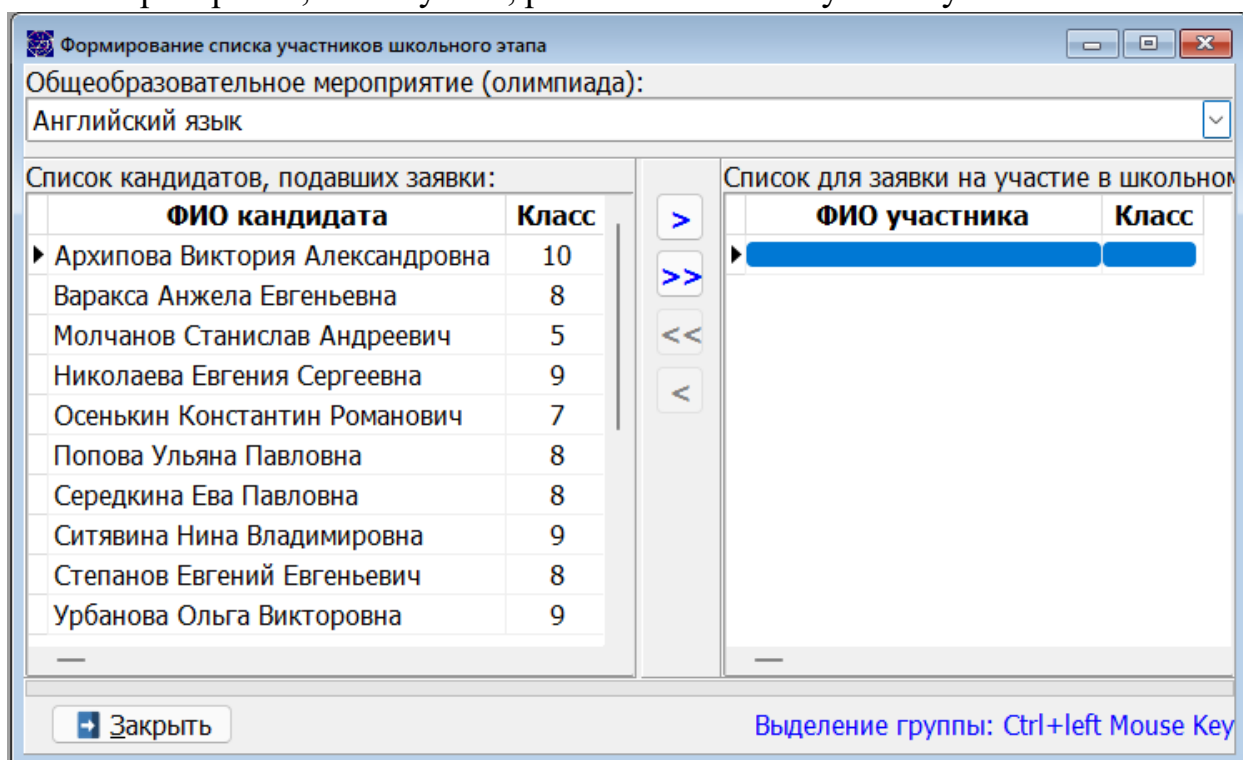 Формирование списка участников школьного этапа
Общеобразовательное мероприятие (олимпиада):
Английский язык
Список кандидатов, подавших заявки:
ФИО кандидата Класс
Архипова Виктория Александровна 10
Варакса Анжела Евгеньевна 8
Молчанов Станислав Андреевич 5
Николаева Евгения Сергеевна 9
Осенькин Константин Романович 7
Попова Ульяна Павловна 8
Середкина Ева Павловна 8
Ситявина Нина Владимировна 9
Степанов Евгений Евгеньевич 8
Урбанова Ольга Викторовна 9
>
>>
<<
<
Список для заявки на участие в школьном
ФИО участника Класс
Закрыть
Выделение группы: Ctrl+left Mouse Key